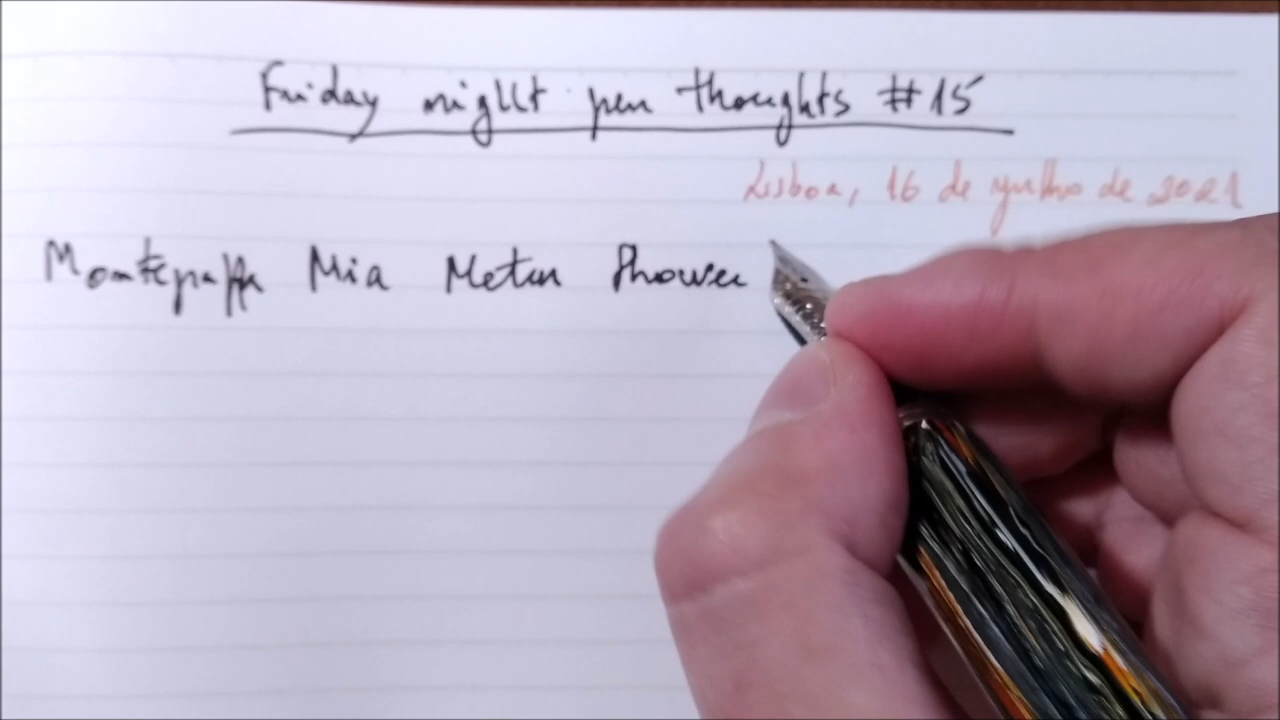 Friday night pen thoughts #15
Lisboa, 16 de julho de 2021
Montegrappa Mia Meteor Shower